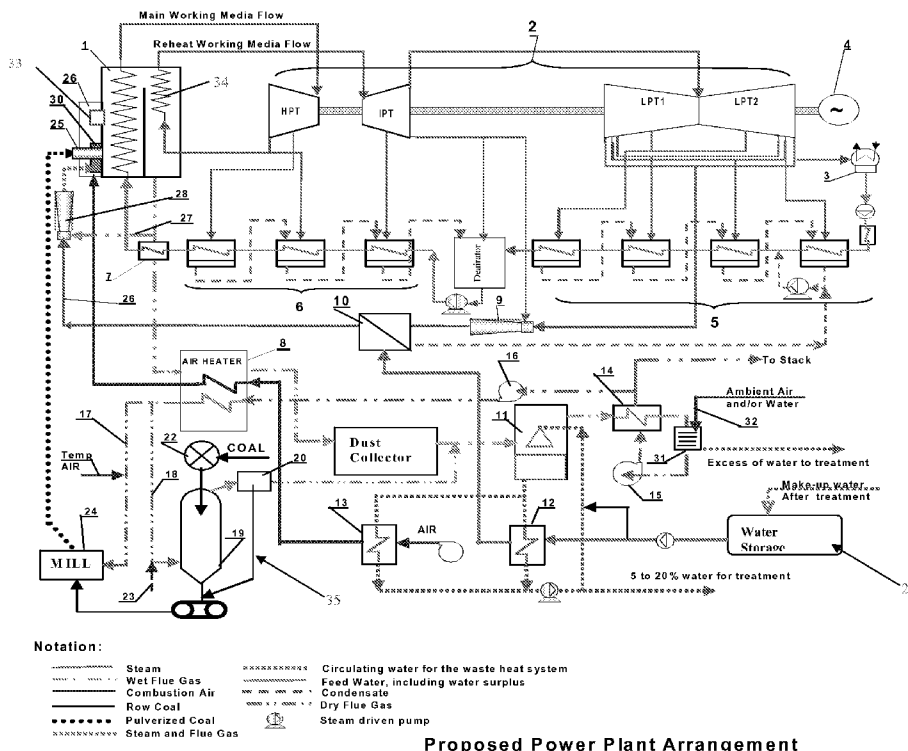 Main Working Media Flow
Reheat Working Media Flow
1
2
33
26
34
30
25
HPT
IPT
LPT1
LPT2
4
~
28
27
3
7
Deairator
6
9
5
26
10
8
AIR HEATER
16
14
To Stack
Ambient Air
and/or Water
32
17
22
COAL
11
Dust
Collector
31
Temp
AIR
20
15
Excess of water to treatment
18
Make-up water
After treatment
24
13
AIR
12
19
Water
Storage
MILL
5 to 20% water for treatment
2
23
35
Notation:
Steam
Wet Flue Gas
Combustion Air
Row Coal
Pulverized Coal
Steam and Flue Gas
Circulating water for the waste heat system
Feed Water, including water surplus
Condensate
Dry Flue Gas
Steam driven pump
Proposed Power Plant Arrangement